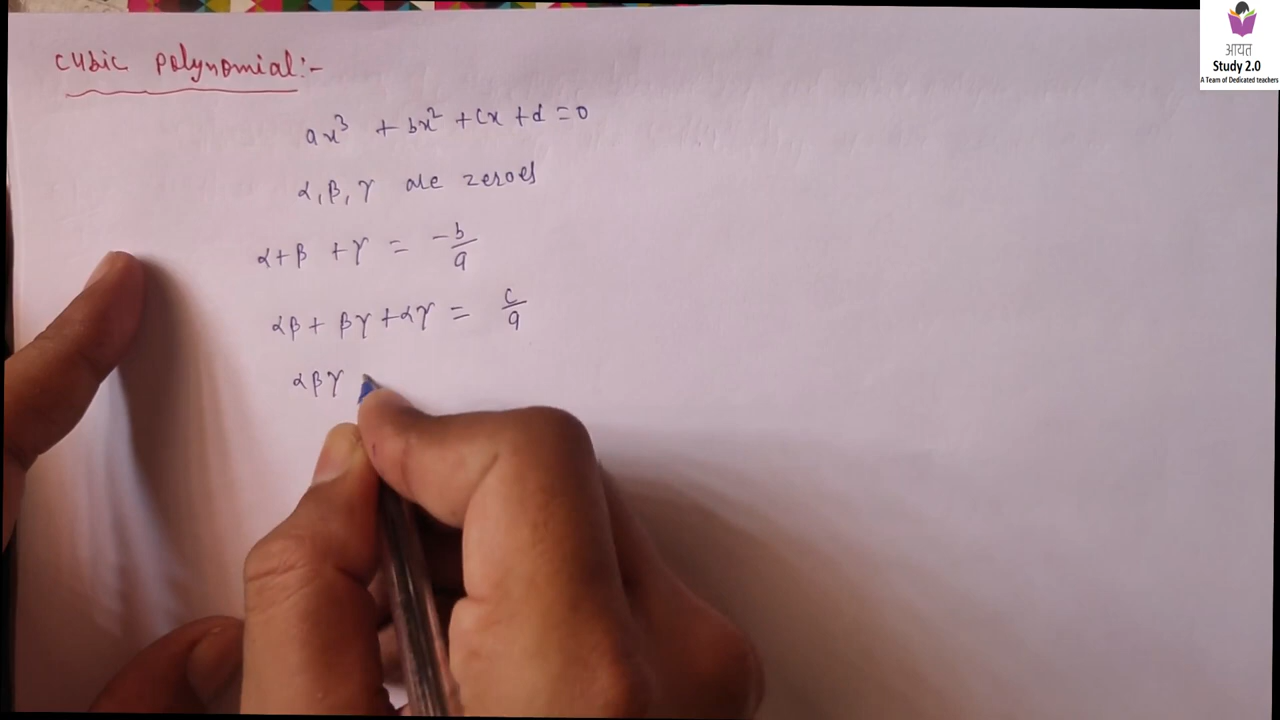 cubic polynomial:-
ax³ + bx² + cx + d = 0
α, β, γ are zeroes
α + β + γ = -b/a
αβ + βγ + αγ = c/a
αβγ
आयत
Study 2.0
A Team of Dedicated teachers